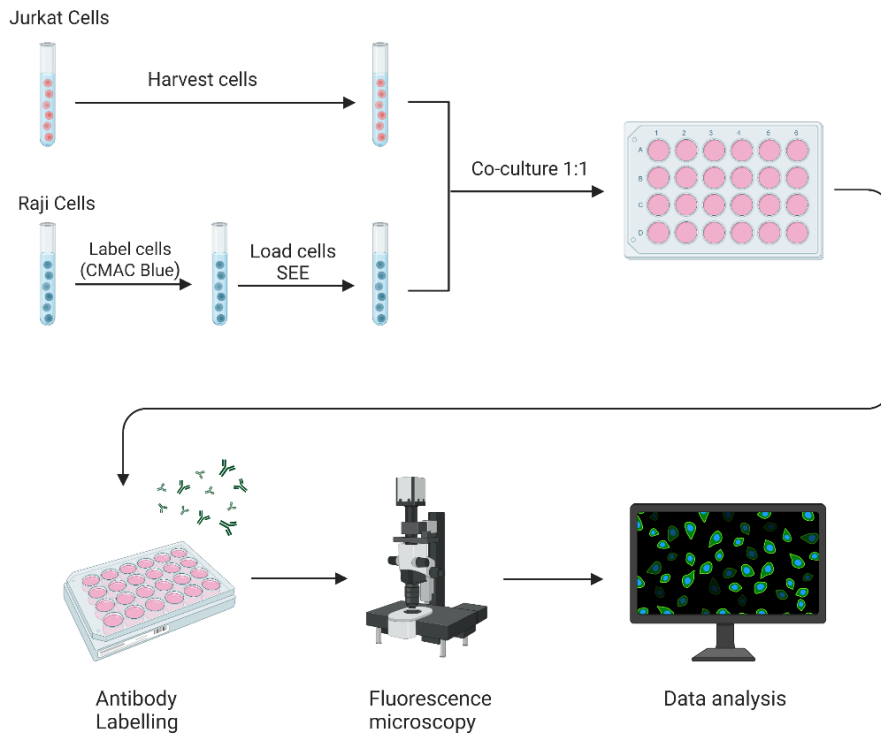 Jurkat Cells
Harvest cells
Co-culture 1:1
1 2 3 4 5 6
A
B
C
D
Raji Cells
Label cells
(CMAC Blue)
Load cells
SEE
Antibody
Labelling
Fluorescence
microscopy
Data analysis